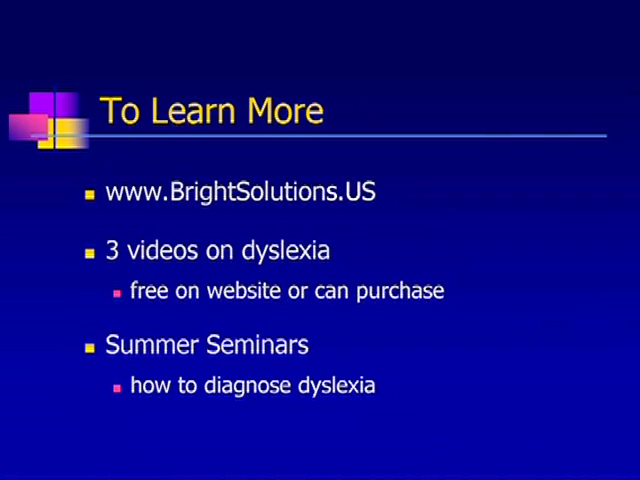 To Learn More
www.BrightSolutions.US
3 videos on dyslexia
free on website or can purchase
Summer Seminars
how to diagnose dyslexia